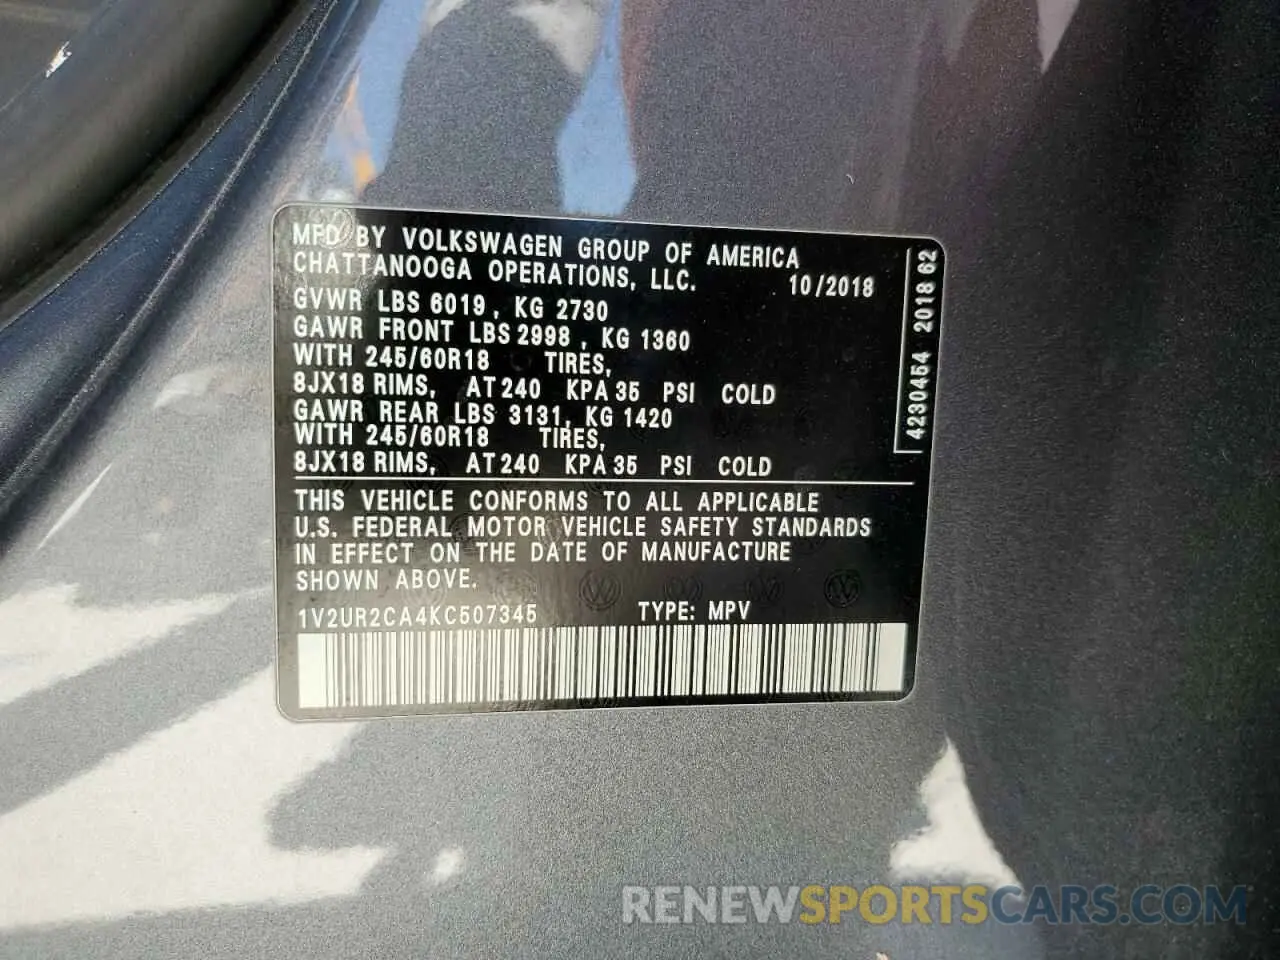 MFD BY VOLKSWAGEN GROUP OF AMERICA
CHATTANOOGA OPERATIONS, LLC. 10/2018
GVWR LBS 6019, KG 2730
GAWR FRONT LBS 2998, KG 1360
WITH 245/60R18 TIRES,
8JX18 RIMS, AT 240 KPA 35 PSI COLD
GAWR REAR LBS 3131, KG 1420
WITH 245/60R18 TIRES,
8JX18 RIMS, AT 240 KPA 35 PSI COLD
THIS VEHICLE CONFORMS TO ALL APPLICABLE
U.S. FEDERAL MOTOR VEHICLE SAFETY STANDARDS
IN EFFECT ON THE DATE OF MANUFACTURE
SHOWN ABOVE.
1V2UR2CA4KC507345 TYPE: MPV
4230454 2018 62
RENEWSPORTSCARS.COM